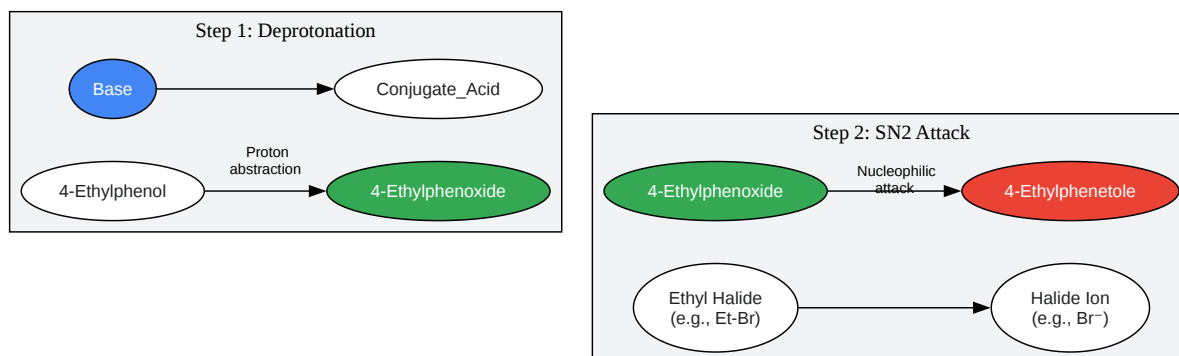 Step 1: Deprotonation
Base
Conjugate_Acid
Proton
abstraction
4-Ethylphenol
4-Ethylphenoxide
Step 2: SN2 Attack
4-Ethylphenoxide
Nucleophilic
attack
4-Ethylphenetole
Ethyl Halide
(e.g., Et-Br)
Halide Ion
(e.g., Br⁻)